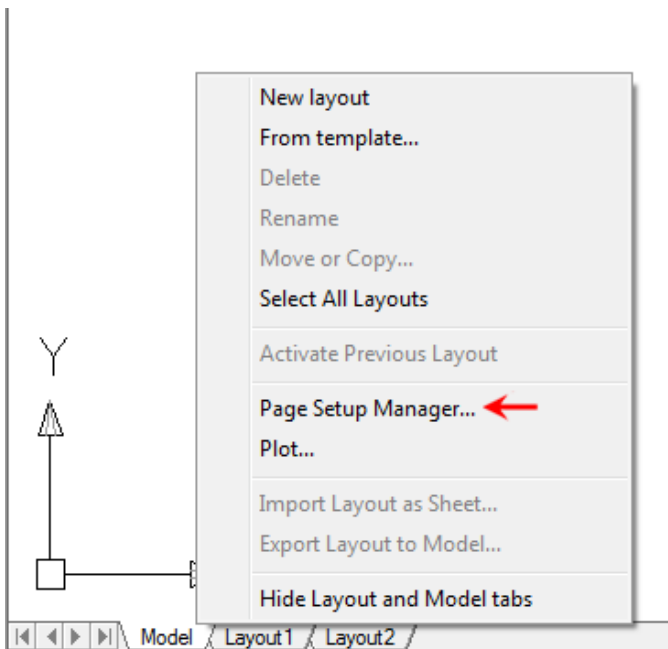 New layout
From template...
Delete
Rename
Move or Copy...
Select All Layouts
Activate Previous Layout
Page Setup Manager...
Plot...
Import Layout as Sheet...
Export Layout to Model...
Hide Layout and Model tabs
Y
Model Layout1 Layout2